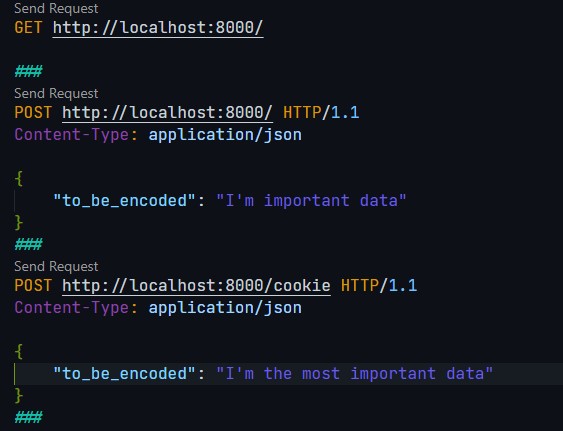 Send Request
GET http://localhost:8000/
###
Send Request
POST http://localhost:8000/ HTTP/1.1
Content-Type: application/json
{
"to_be_encoded": "I'm important data"
}
###
Send Request
POST http://localhost:8000/cookie HTTP/1.1
Content-Type: application/json
{
"to_be_encoded": "I'm the most important data"
}
###